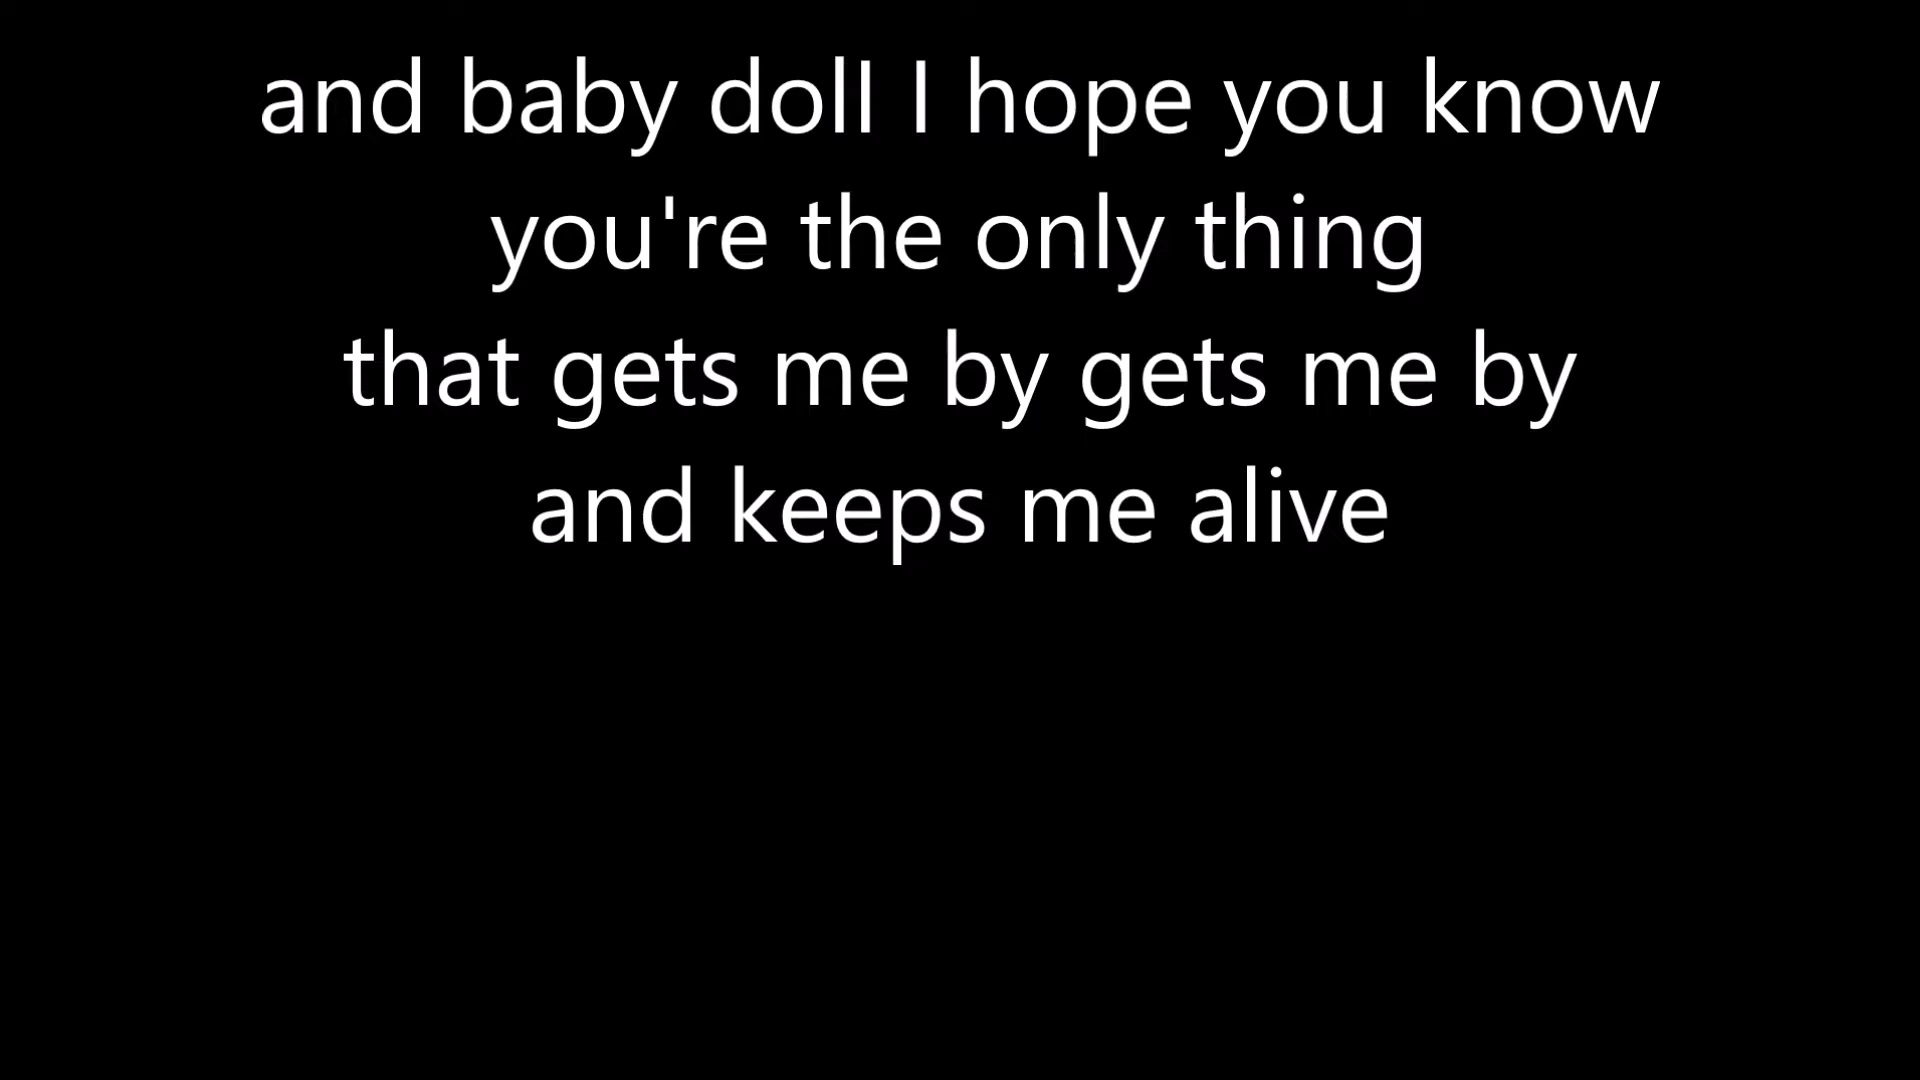 and baby doll I hope you know
you're the only thing
that gets me by gets me by
and keeps me alive